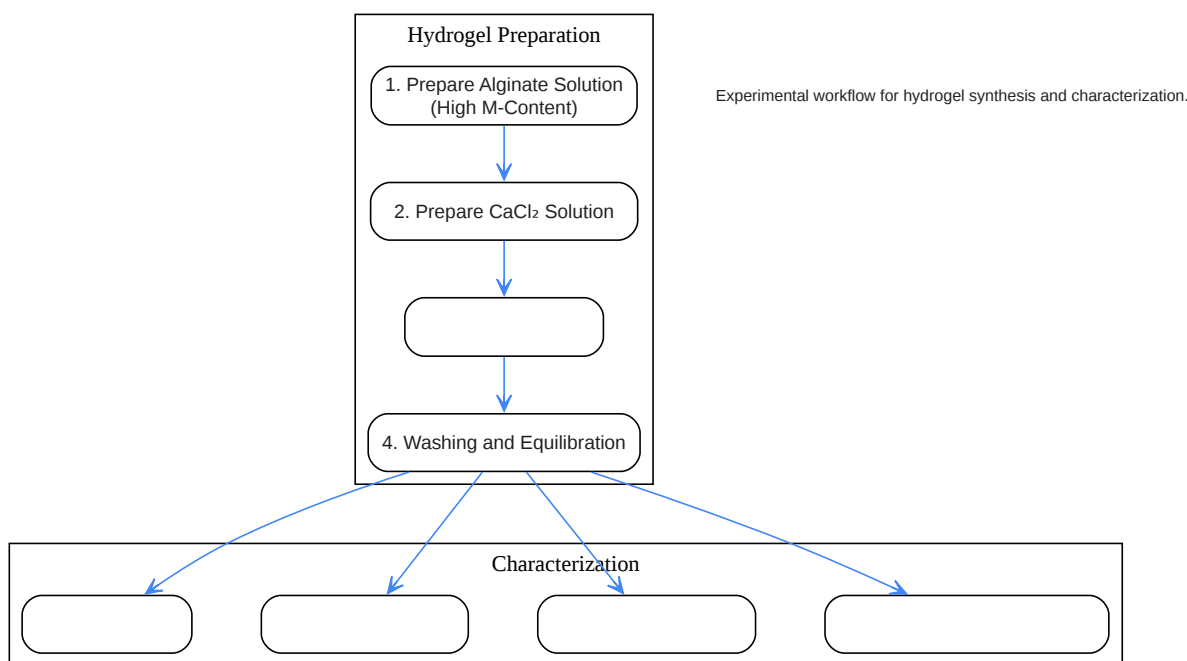 Hydrogel Preparation
1. Prepare Alginate Solution
(High M-Content)
Experimental workflow for hydrogel synthesis and characterization.
2. Prepare CaCl₂ Solution
4. Washing and Equilibration
Characterization